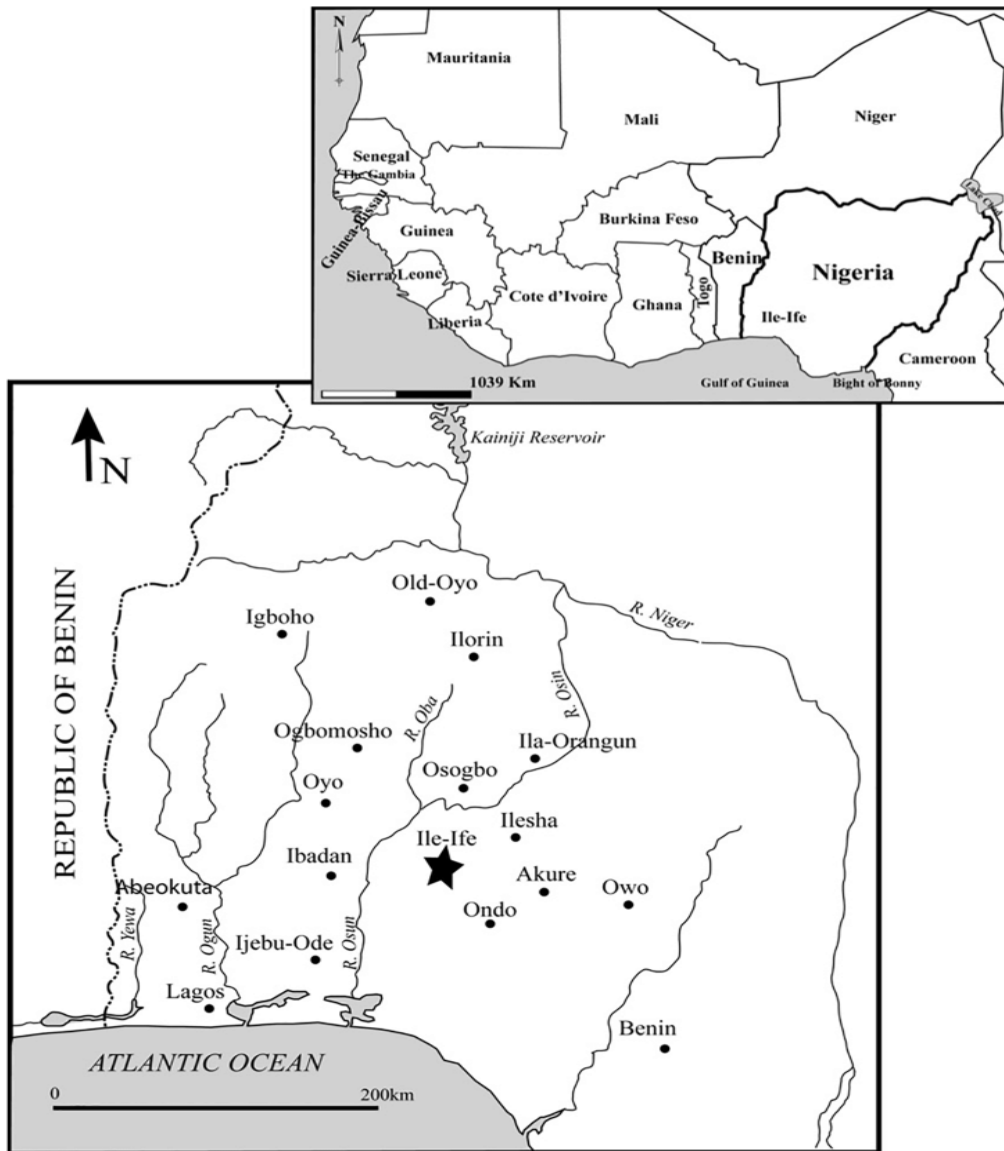 N
Mauritania
Mali
Niger
Senegal
The Gambia
Guinea-Bissau
Guinea
Burkina Feso
Benin
Nigeria
Sierra Leone
Cote d'Ivoire
Ghana
Togo
Ile-Ife
Liberia
Cameroon
1039 Km
Gulf of Guinea
Bight of Bonny
N
Kainiji Reservoir
REPUBLIC OF BENIN
Old-Oyo
Igboho
R. Niger
Ilorin
R. Oba
R. Osin
Ogbomosho
Ila-Orangun
Oyo
Osogbo
Ile-Ife
Ilesha
Ibadan
Akure
Abeokuta
Owo
Ondo
R. Yewa
R. Ogun
Ijebu-Ode
R. Osun
Lagos
Benin
ATLANTIC OCEAN
0
200km